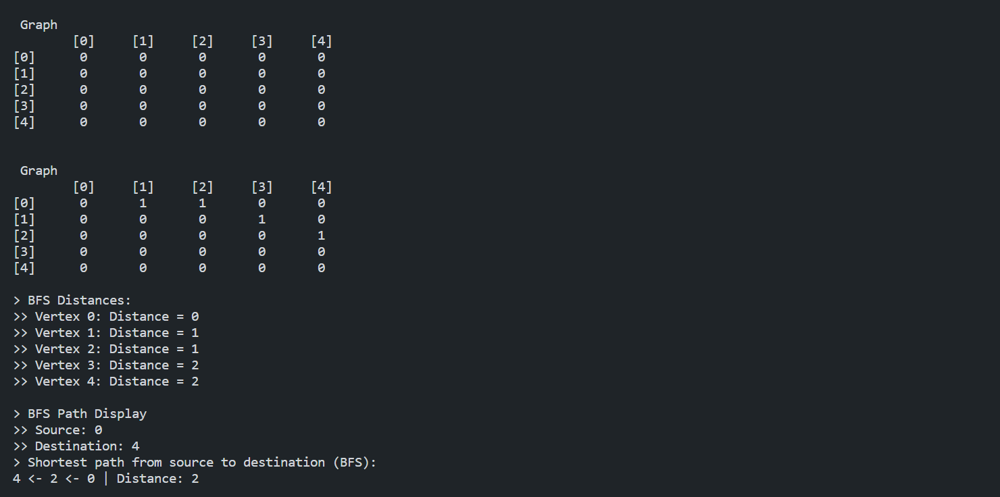 Graph
[0] [1] [2] [3] [4]
[0] 0 0 0 0 0
[1] 0 0 0 0 0
[2] 0 0 0 0 0
[3] 0 0 0 0 0
[4] 0 0 0 0 0
Graph
[0] [1] [2] [3] [4]
[0] 0 1 1 0 0
[1] 0 0 0 1 0
[2] 0 0 0 0 1
[3] 0 0 0 0 0
[4] 0 0 0 0 0
> BFS Distances:
>> Vertex 0: Distance = 0
>> Vertex 1: Distance = 1
>> Vertex 2: Distance = 1
>> Vertex 3: Distance = 2
>> Vertex 4: Distance = 2
> BFS Path Display
>> Source: 0
>> Destination: 4
> Shortest path from source to destination (BFS):
4 <- 2 <- 0 | Distance: 2